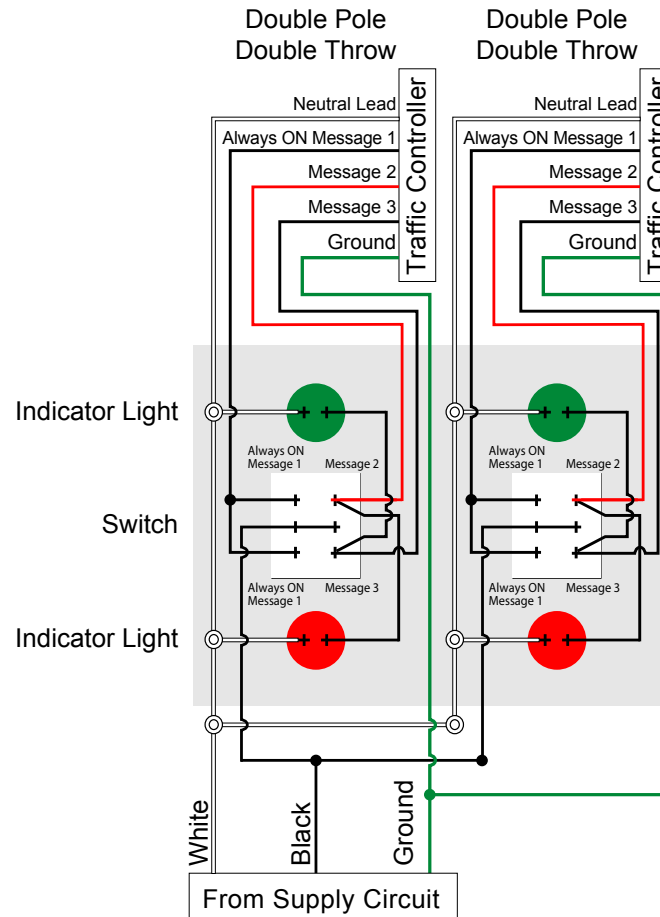 Double Pole
Double Throw
Double Pole
Double Throw
Neutral Lead
Always ON Message 1
Message 2
Message 3
Ground
Traffic Controller
Neutral Lead
Always ON Message 1
Message 2
Message 3
Ground
Traffic Controller
Indicator Light
Always ON
Message 1
Message 2
Always ON
Message 1
Message 2
Switch
Always ON
Message 1
Message 3
Always ON
Message 1
Message 3
Indicator Light
White
Black
Ground
From Supply Circuit